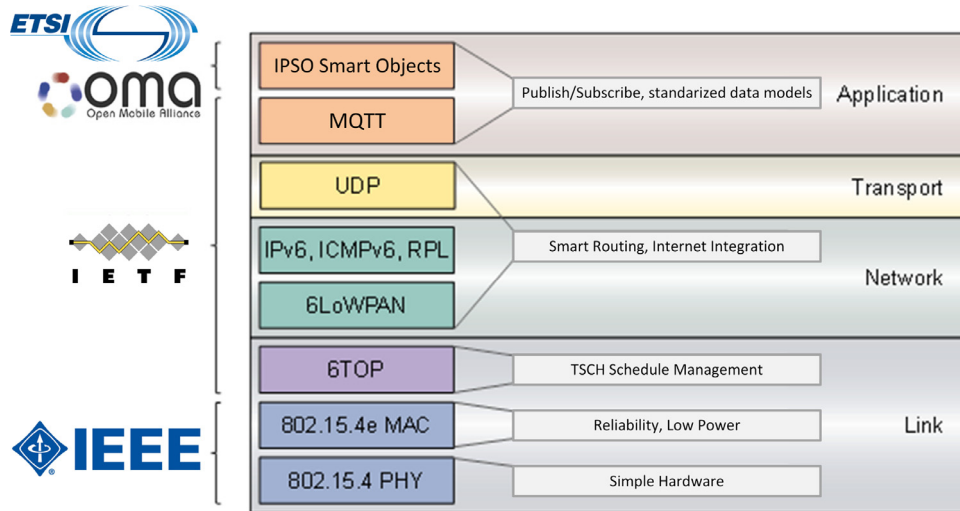 ETSI
oma
Open Mobile Alliance
IPSO Smart Objects
MQTT
Publish/Subscribe, standarized data models
Application
UDP
Transport
IPv6, ICMPv6, RPL
6LoWPAN
Smart Routing, Internet Integration
Network
IETF
6TOP
TSCH Schedule Management
802.15.4e MAC
Reliability, Low Power
Link
802.15.4 PHY
Simple Hardware
IEEE
®